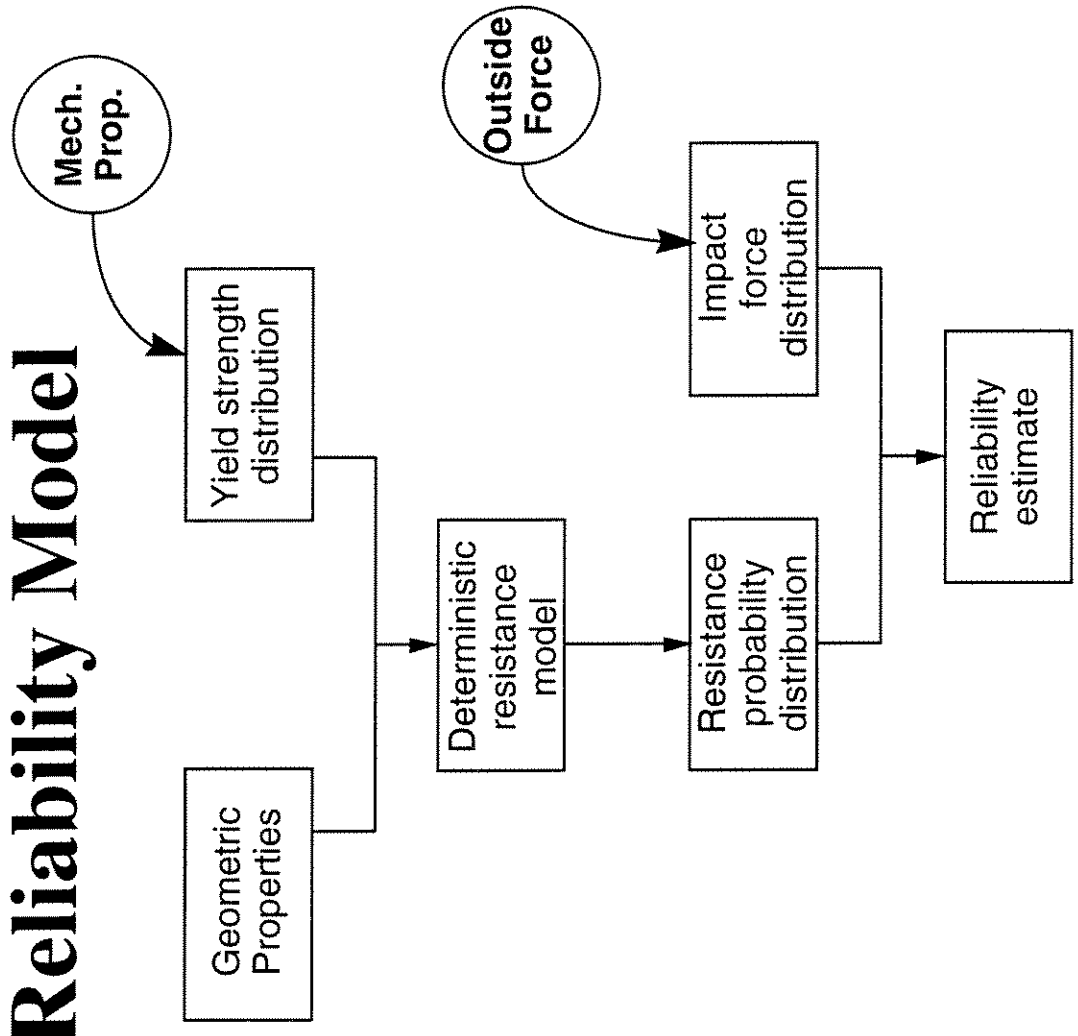 Reliability Model
Mech.
Prop.
Geometric
Properties
Yield strength
distribution
Deterministic
resistance
model
Outside
Force
Resistance
probability
distribution
Impact
force
distribution
Reliability
estimate